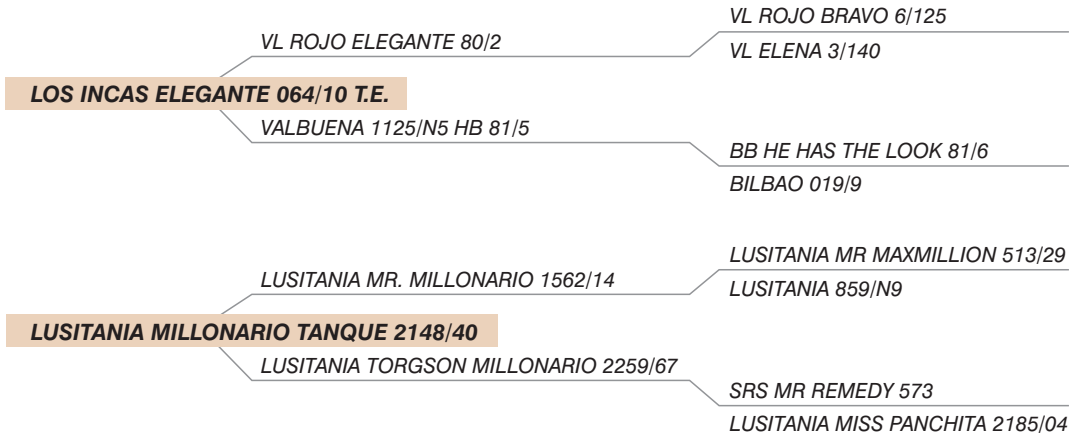 VL ROJO BRAVO 6/125
VL ROJO ELEGANTE 80/2
VL ELENA 3/140
LOS INCAS ELEGANTE 064/10 T.E.
VALBUENA 1125/N5 HB 81/5
BB HE HAS THE LOOK 81/6
BILBAO 019/9
LUSITANIA MR MAXMILLION 513/29
LUSITANIA MR. MILLONARIO 1562/14
LUSITANIA 859/N9
LUSITANIA MILLONARIO TANQUE 2148/40
LUSITANIA TORGSON MILLONARIO 2259/67
SRS MR REMEDY 573
LUSITANIA MISS PANCHITA 2185/04